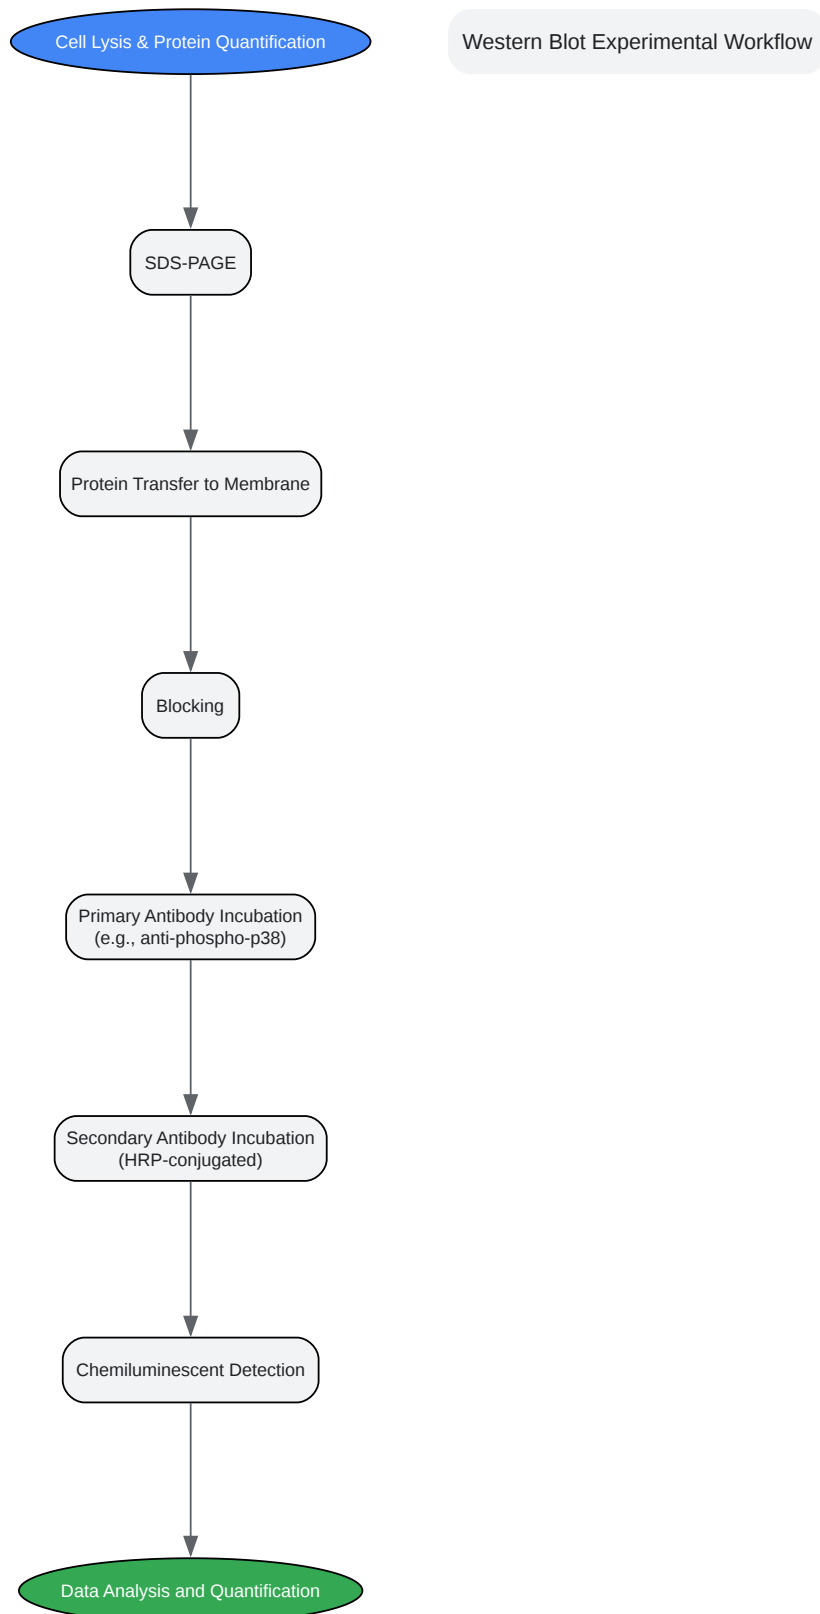 Cell Lysis & Protein Quantification
Western Blot Experimental Workflow
SDS-PAGE
Protein Transfer to Membrane
Blocking
Primary Antibody Incubation
(e.g., anti-phospho-p38)
Secondary Antibody Incubation
(HRP-conjugated)
Chemiluminescent Detection
Data Analysis and Quantification